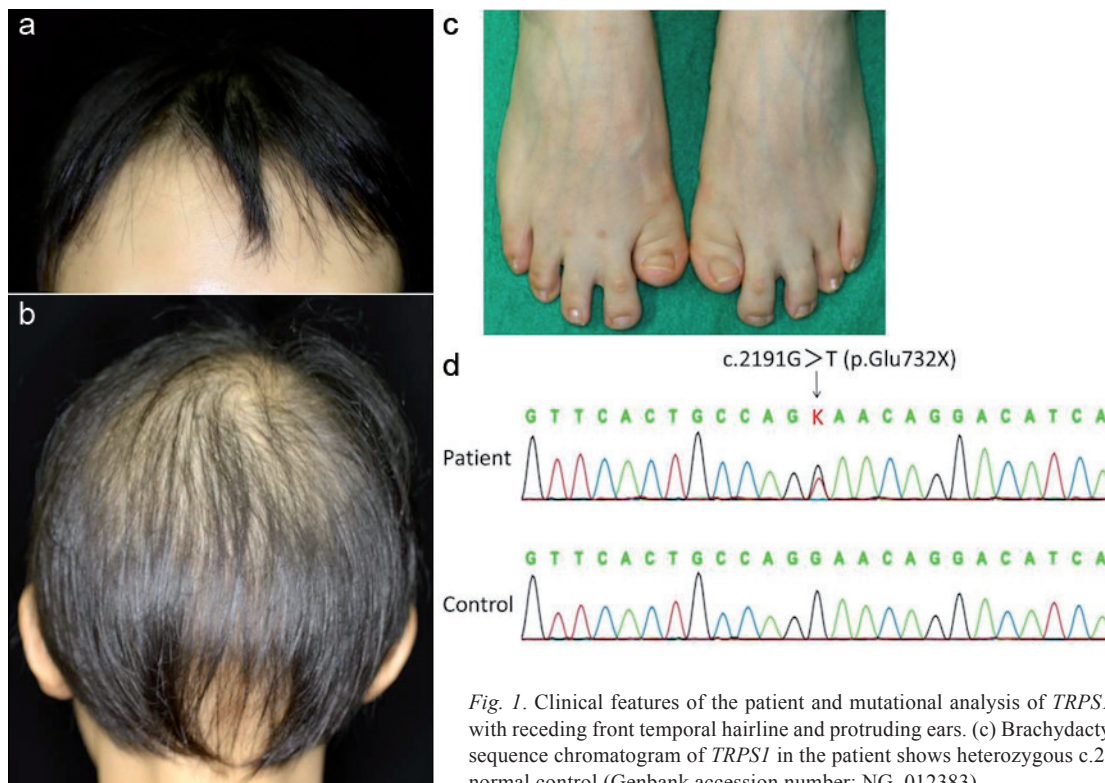 a
b
c
d
c.2191G>T (p.Glu732X)
G T T C A C T G C C A G K A A C A G G A C A T C A
Patient
G T T C A C T G C C A G G A A C A G G A C A T C A
Control
Fig. 1. Clinical features of the patient and mutational analysis of TRPS1
with receding front temporal hairline and protruding ears. (c) Brachydacty
sequence chromatogram of TRPS1 in the patient shows heterozygous c.2
normal control (Genbank accession number: NG_012383).